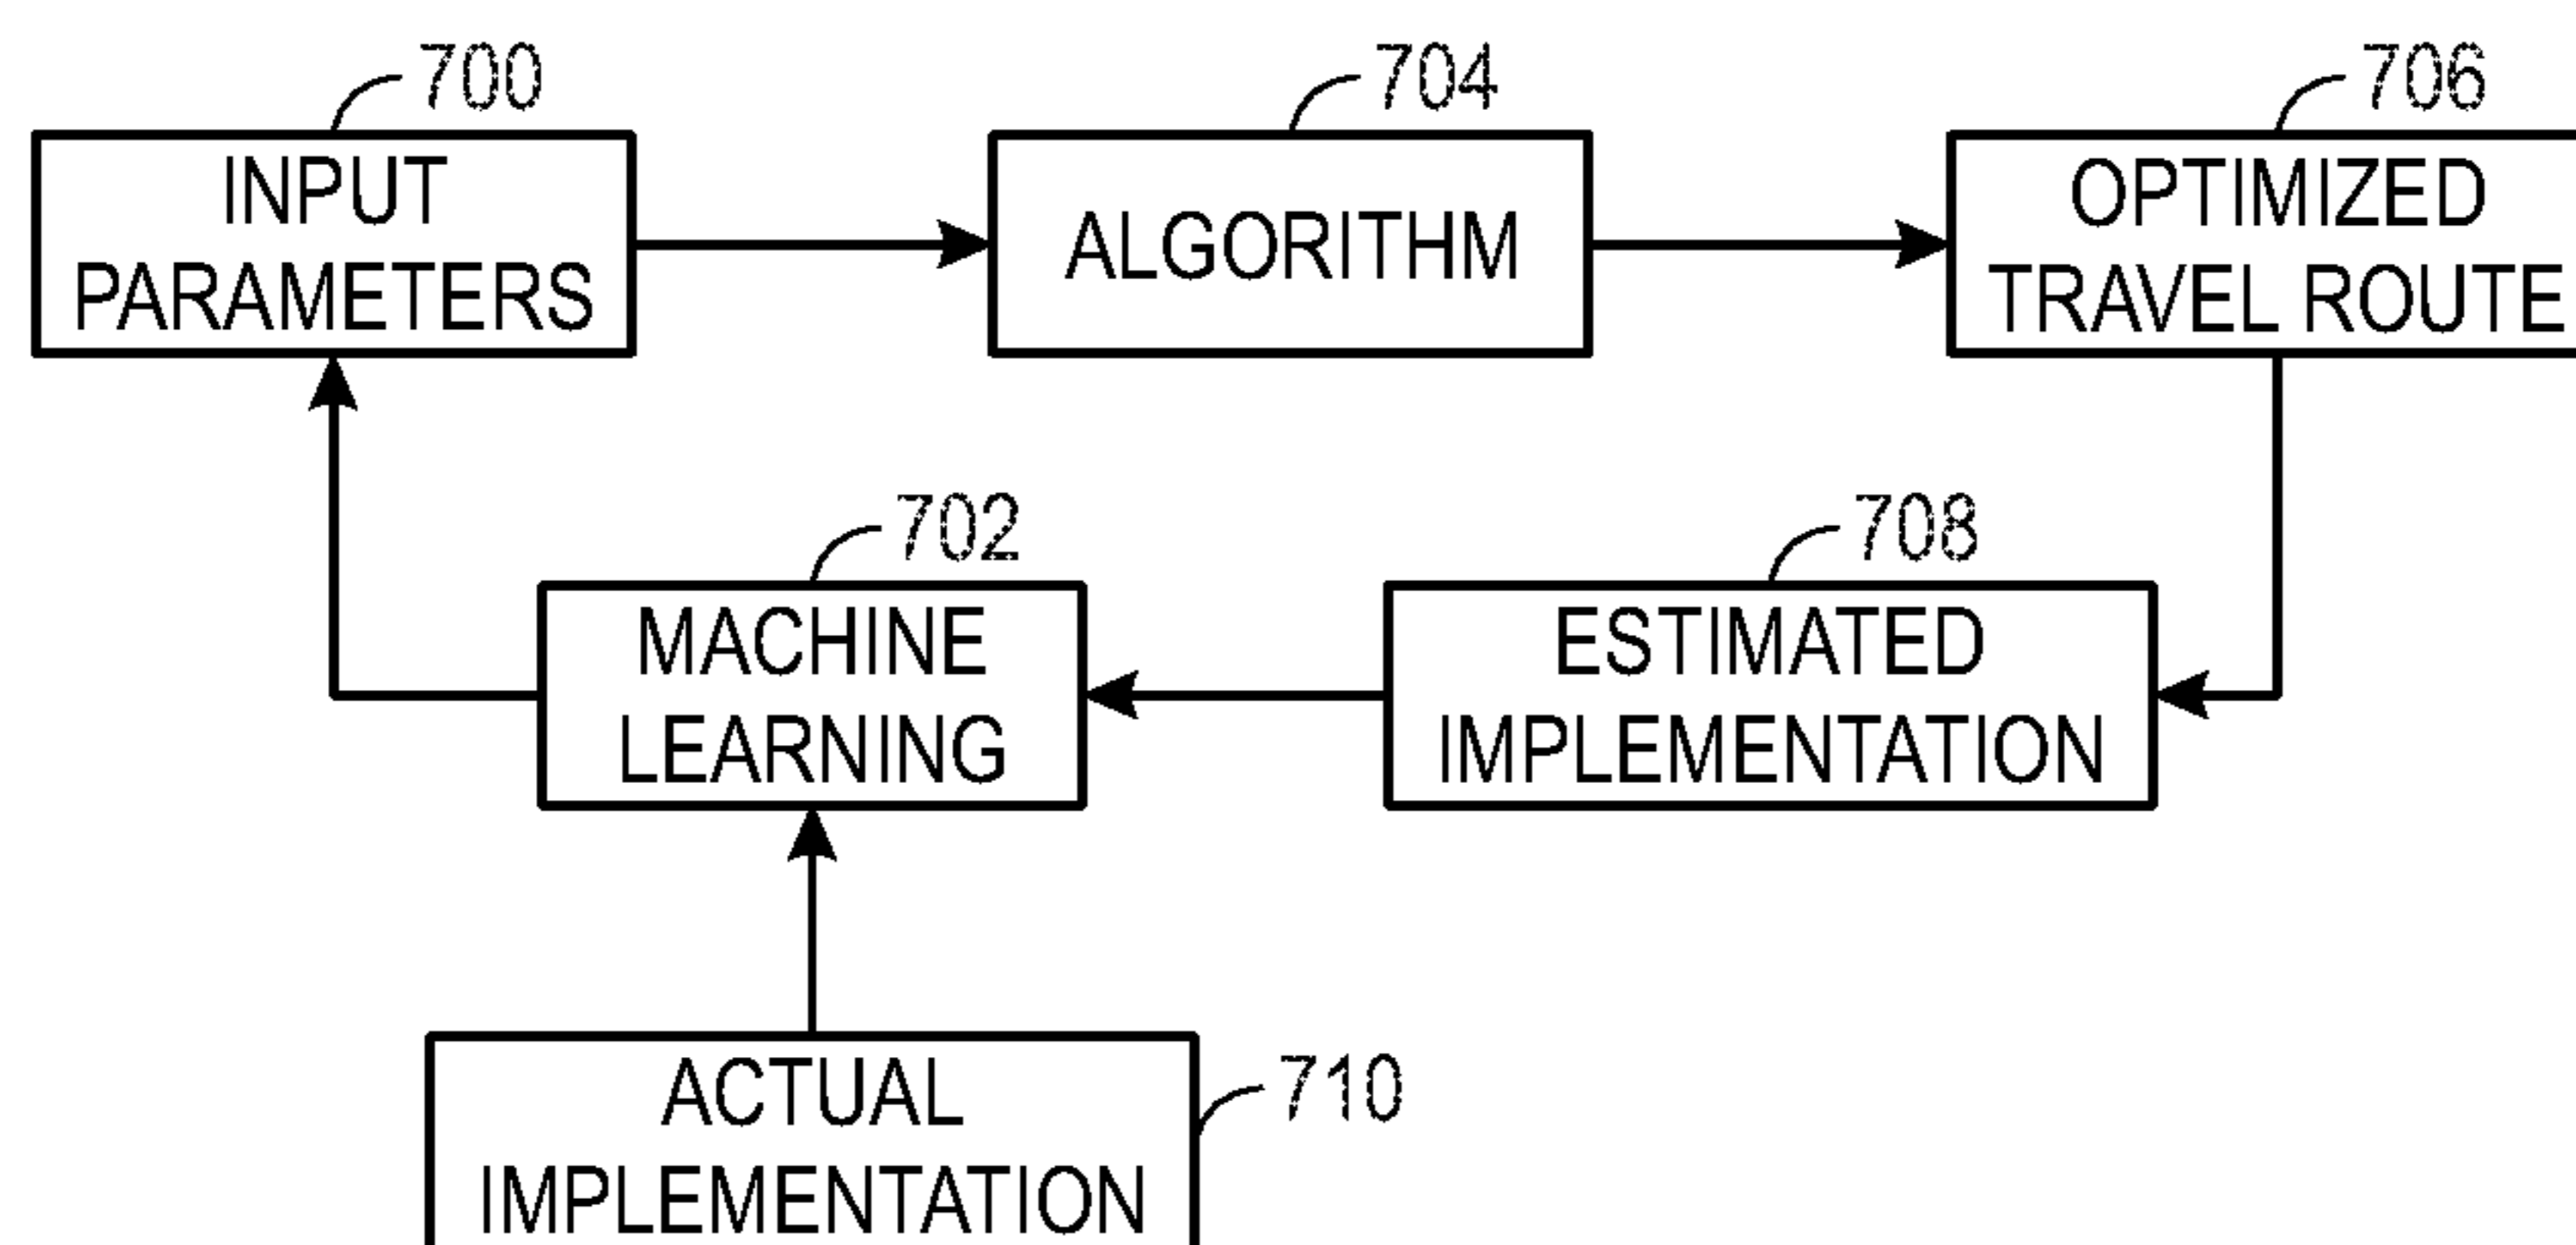 700
INPUT
PARAMETERS
704
ALGORITHM
706
OPTIMIZED
TRAVEL ROUTE
702
MACHINE
LEARNING
708
ESTIMATED
IMPLEMENTATION
710
ACTUAL
IMPLEMENTATION